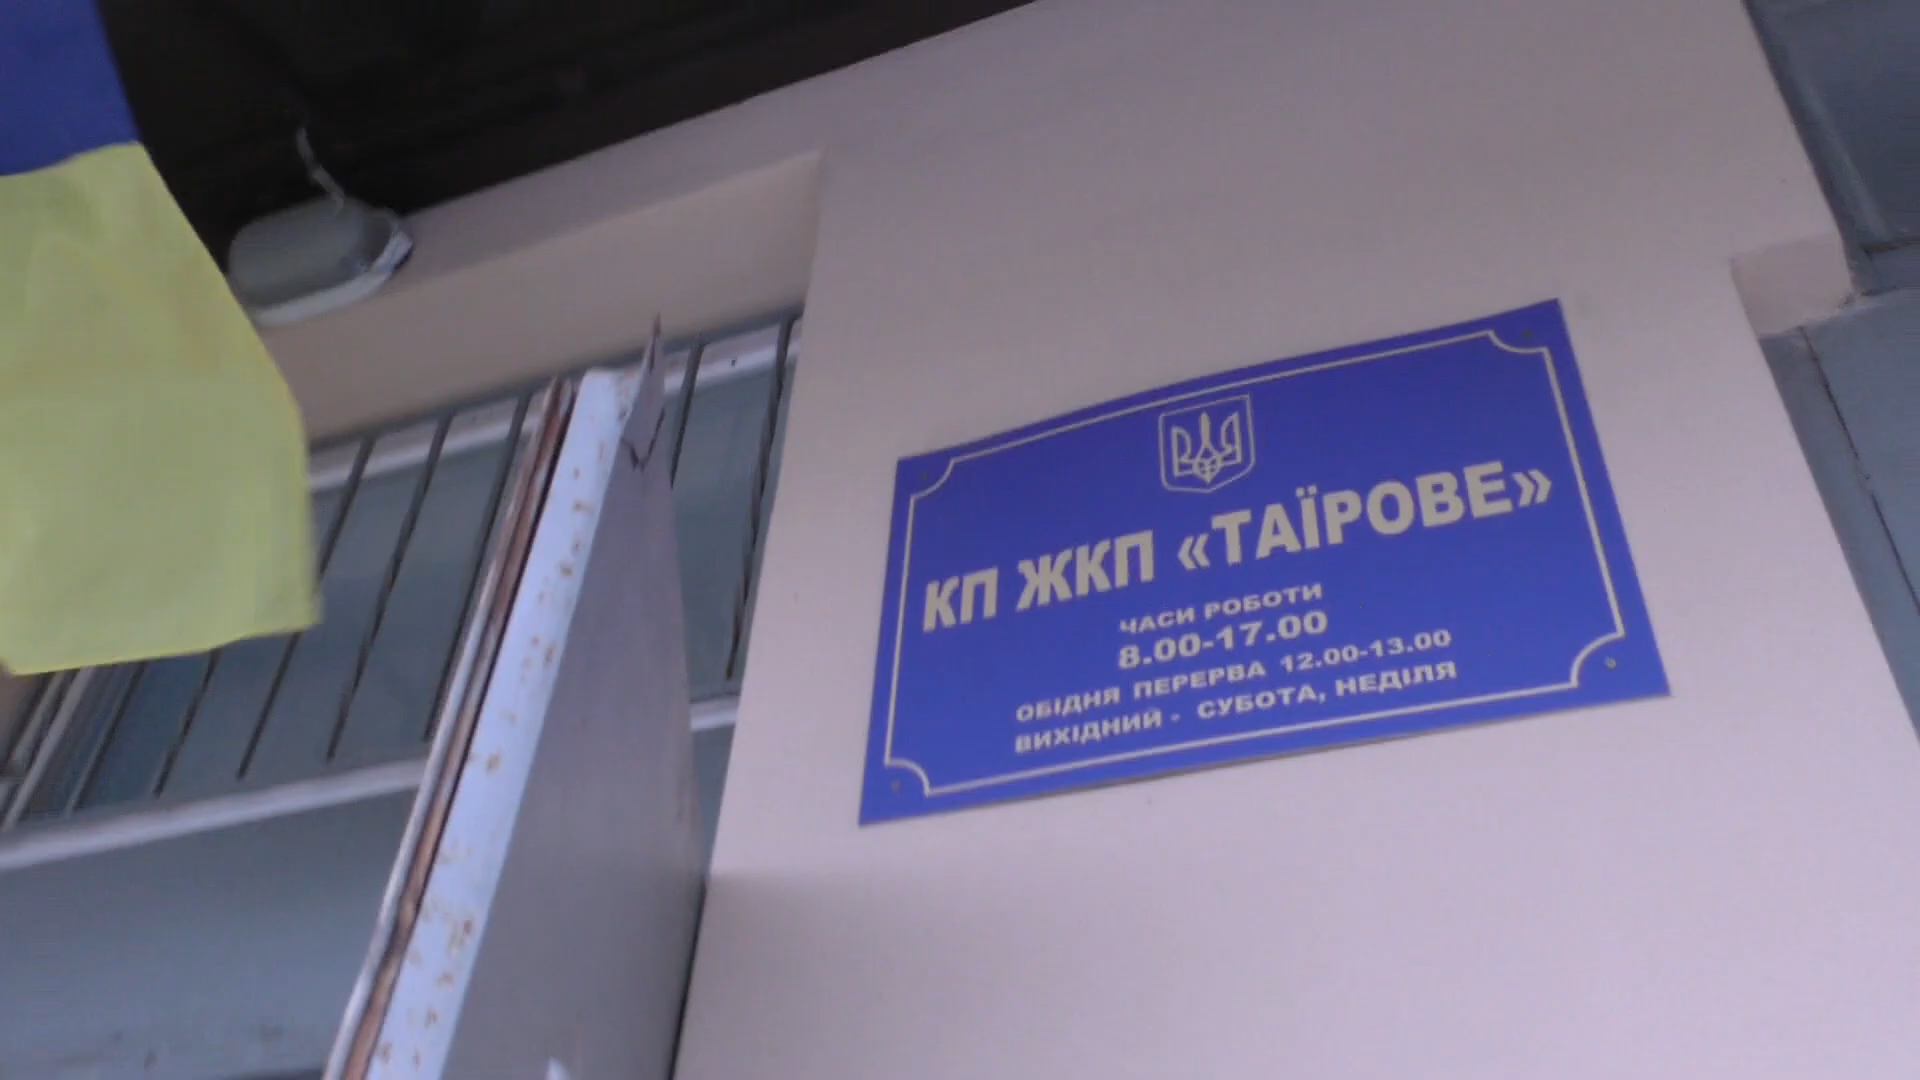 КП ЖКП «ТАЇРОВЕ»
ЧАСИ РОБОТИ
8.00-17.00
ОБІДНЯ ПЕРЕРВА 12.00-13.00
ВИХІДНИЙ - СУБОТА, НЕДІЛЯ